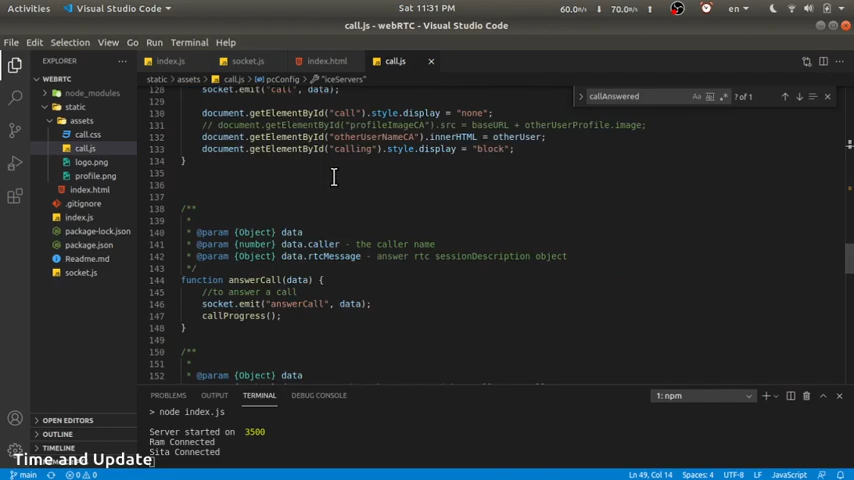 Activities Visual Studio Code Sat 11:31 PM 60.0% 70.0% en
call.js - webRTC - Visual Studio Code
File Edit Selection View Go Run Terminal Help
EXPLORER ··· index.js socket.js index.html call.js
static > assets > call.js > pcConfig > "iceServers"
WEBRTC
node_modules
static
assets
call.css
call.js
logo.png
profile.png
index.html
.gitignore
index.js
package-lock.json
package.json
Readme.md
socket.js
OPEN EDITORS
OUTLINE
TIMELINE
callAnswered Aa ? of 1
128 socket.emit("call", data);
129
130 document.getElementById("call").style.display = "none";
131 // document.getElementById("profileImageCA").src = baseURL + otherUserProfile.image;
132 document.getElementById("otherUserNameCA").innerHTML = otherUser;
133 document.getElementById("calling").style.display = "block";
134 }
135
136
137
138 /**
139 *
140 * @param {Object} data
141 * @param {number} data.caller - the caller name
142 * @param {Object} data.rtcMessage - answer rtc sessionDescription object
143 */
144 function answerCall(data) {
145 //to answer a call
146 socket.emit("answerCall", data);
147 callProgress();
148 }
149
150 /**
151 *
152 * @param {Object} data
PROBLEMS OUTPUT TERMINAL DEBUG CONSOLE 1: npm
> node index.js
Server started on 3500
Ram Connected
Sita Connected
Time and Update
main 0 0 Ln 49, Col 14 Spaces: 4 UTF-8 LF JavaScript